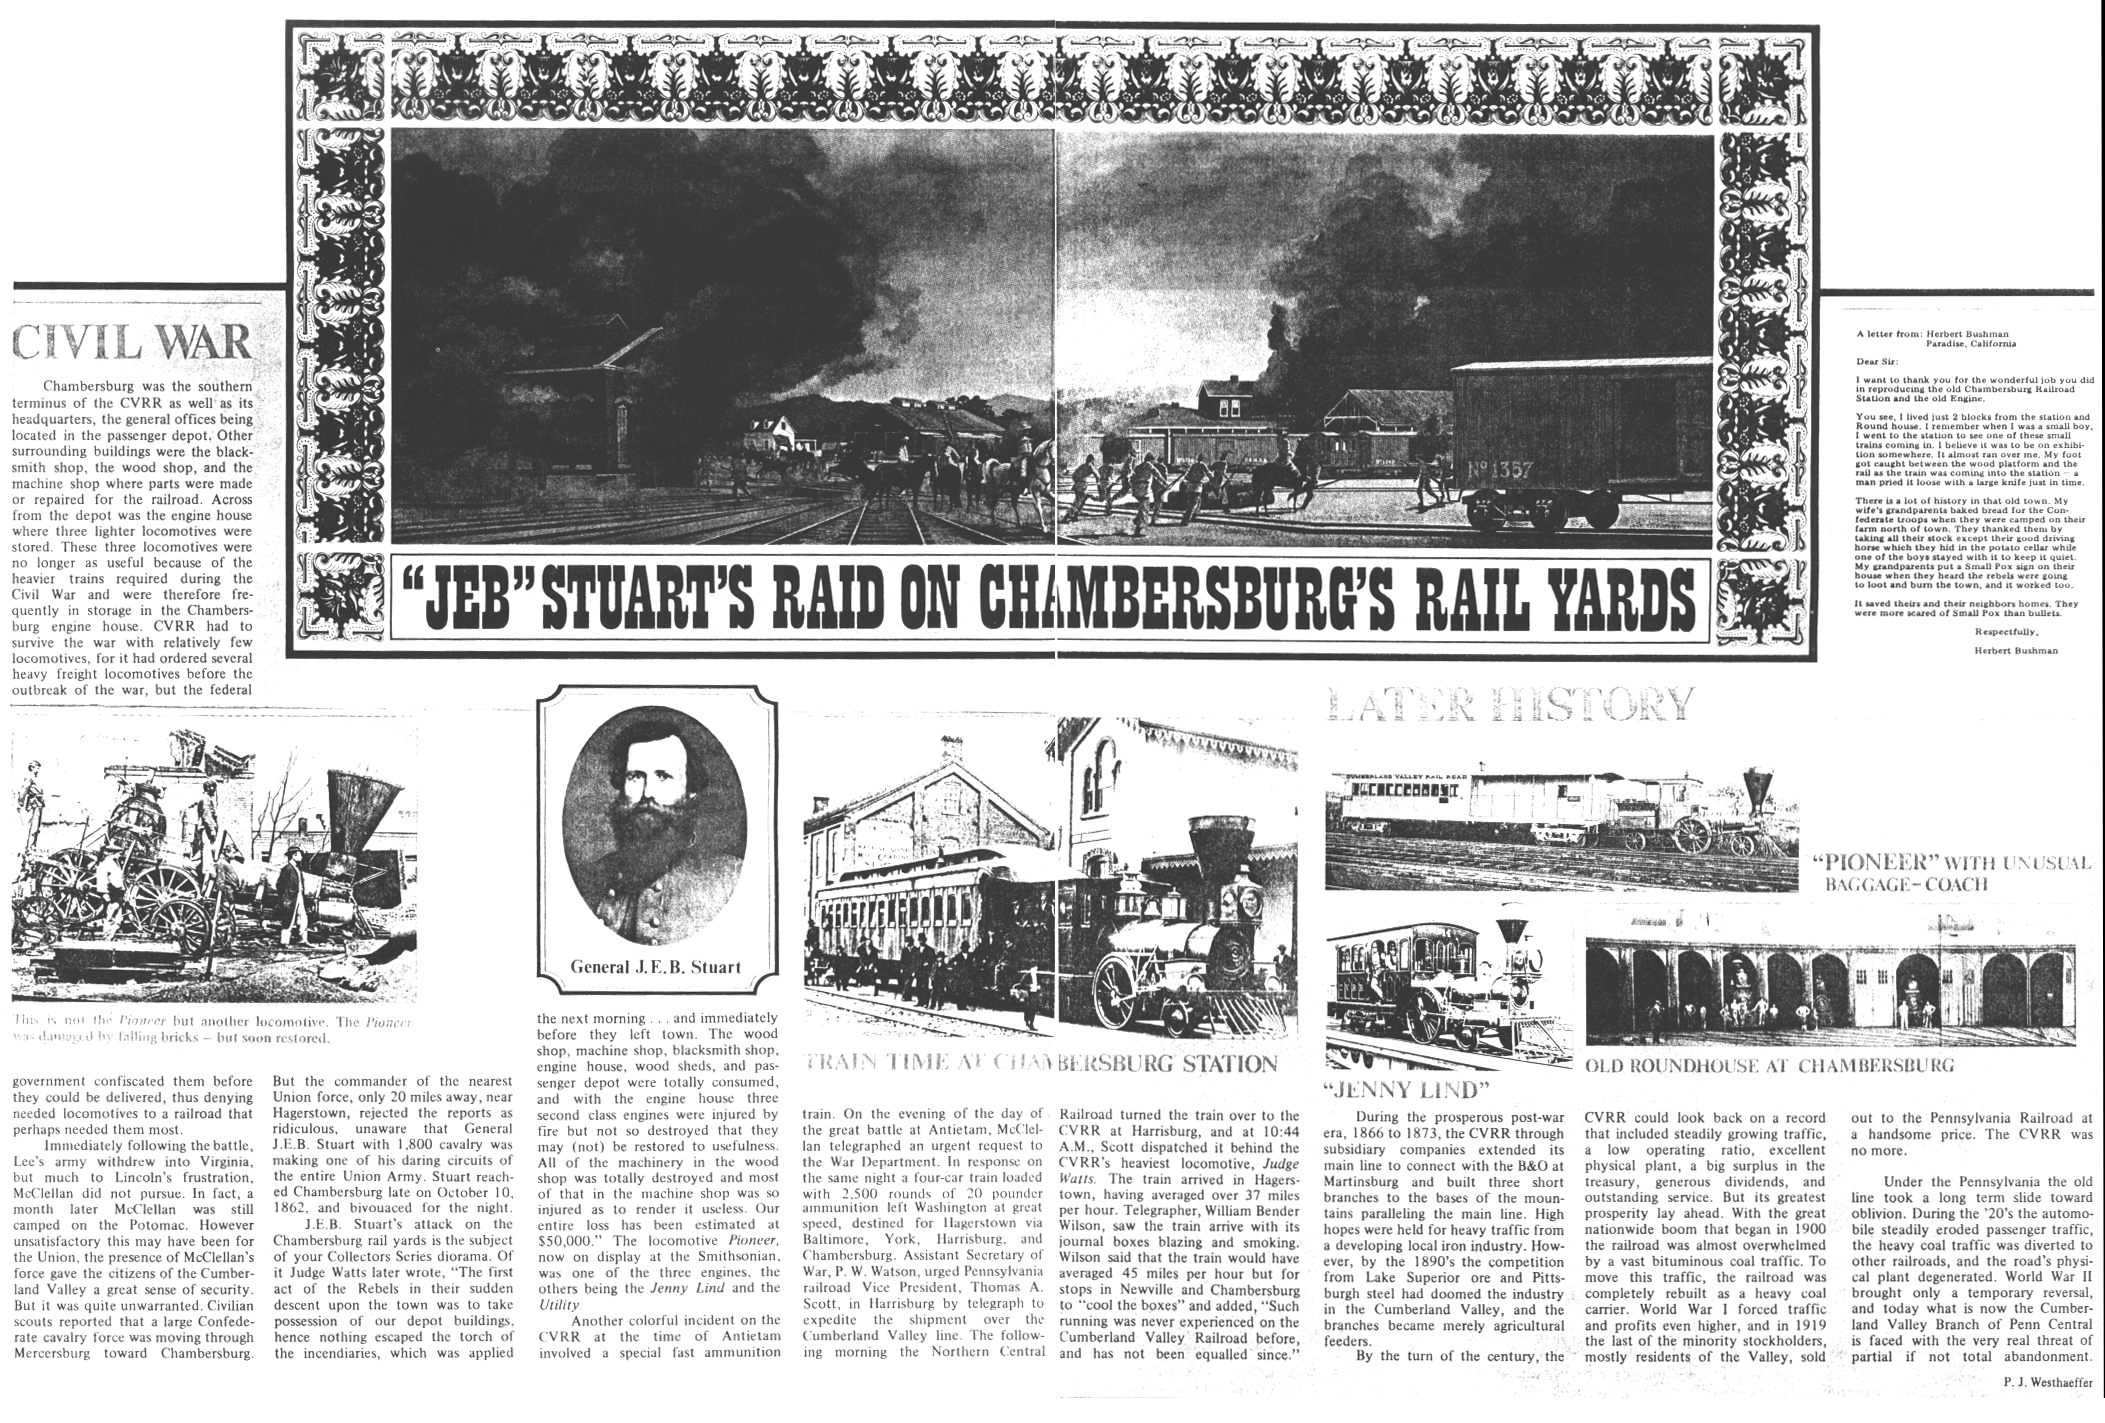 CIVIL WAR
Chambersburg was the southern
terminus of the CVRR as well as its
headquarters, the general offices being
located in the passenger depot. Other
surrounding buildings were the black-
smith shop, the wood shop, and the
machine shop where parts were made
or repaired for the railroad. Across
from the depot was the engine house
where three lighter locomotives were
stored. These three locomotives were
no longer as useful because of the
heavier trains required during the
Civil War and were therefore fre-
quently in storage in the Chambers-
burg engine house. CVRR had to
survive the war with relatively few
locomotives, for it had ordered several
heavy freight locomotives before the
outbreak of the war, but the federal
No 1357
"JEB" STUART'S RAID ON CHAMBERSBURG'S RAIL YARDS
A letter from: Herbert Bushman
Paradise, California
Dear Sir:
I want to thank you for the wonderful job you did
in reproducing the old Chambersburg Railroad
Station and the old Engine.
You see, I lived just 2 blocks from the station and
Round house. I remember when I was a small boy,
I went to the station to see one of these small
trains coming in. I believe it was to be on exhibi-
tion somewhere. It almost ran over me. My foot
got caught between the wood platform and the
rail as the train was coming into the station — a
man pried it loose with a large knife just in time.
There is a lot of history in that old town. My
wife's grandparents baked bread for the Con-
federate troops when they were camped on their
farm north of town. They thanked them by
taking all their stock except their good driving
horse which they hid in the potato cellar while
one of the boys stayed with it to keep it quiet.
My grandparents put a Small Pox sign on their
house when they heard the rebels were going
to loot and burn the town, and it worked too.
It saved theirs and their neighbors homes. They
were more scared of Small Pox than bullets.
Respectfully,
Herbert Bushman
This is not the Pioneer but another locomotive. The Pioneer
was damaged by falling bricks — but soon restored.
government confiscated them before
they could be delivered, thus denying
needed locomotives to a railroad that
perhaps needed them most.
Immediately following the battle,
Lee's army withdrew into Virginia,
but much to Lincoln's frustration,
McClellan did not pursue. In fact, a
month later McClellan was still
camped on the Potomac. However
unsatisfactory this may have been for
the Union, the presence of McClellan's
force gave the citizens of the Cumber-
land Valley a great sense of security.
But it was quite unwarranted. Civilian
scouts reported that a large Confede-
rate cavalry force was moving through
Mercersburg toward Chambersburg.
But the commander of the nearest
Union force, only 20 miles away, near
Hagerstown, rejected the reports as
ridiculous, unaware that General
J.E.B. Stuart with 1,800 cavalry was
making one of his daring circuits of
the entire Union Army. Stuart reach-
ed Chambersburg late on October 10,
1862, and bivouaced for the night.
J.E.B. Stuart's attack on the
Chambersburg rail yards is the subject
of your Collectors Series diorama. Of
it Judge Watts later wrote, "The first
act of the Rebels in their sudden
descent upon the town was to take
possession of our depot buildings,
hence nothing escaped the torch of
the incendiaries, which was applied
General J.E.B. Stuart
the next morning . . . and immediately
before they left town. The wood
shop, machine shop, blacksmith shop,
engine house, wood sheds, and pas-
senger depot were totally consumed,
and with the engine house three
second class engines were injured by
fire but not so destroyed that they
may (not) be restored to usefulness.
All of the machinery in the wood
shop was totally destroyed and most
of that in the machine shop was so
injured as to render it useless. Our
entire loss has been estimated at
$50,000." The locomotive Pioneer,
now on display at the Smithsonian,
was one of the three engines, the
others being the Jenny Lind and the
Utility.
Another colorful incident on the
CVRR at the time of Antietam
involved a special fast ammunition
TRAIN TIME AT CHAMBERSBURG STATION
train. On the evening of the day of
the great battle at Antietam, McClel-
lan telegraphed an urgent request to
the War Department. In response on
the same night a four-car train loaded
with 2,500 rounds of 20 pounder
ammunition left Washington at great
speed, destined for Hagerstown via
Baltimore, York, Harrisburg, and
Chambersburg. Assistant Secretary of
War, P. W. Watson, urged Pennsylvania
railroad Vice President, Thomas A.
Scott, in Harrisburg by telegraph to
expedite the shipment over the
Cumberland Valley line. The follow-
ing morning the Northern Central
Railroad turned the train over to the
CVRR at Harrisburg, and at 10:44
A.M., Scott dispatched it behind the
CVRR's heaviest locomotive, Judge
Watts. The train arrived in Hagers-
town, having averaged over 37 miles
per hour. Telegrapher, William Bender
Wilson, saw the train arrive with its
journal boxes blazing and smoking.
Wilson said that the train would have
averaged 45 miles per hour but for
stops in Newville and Chambersburg
to "cool the boxes" and added, "Such
running was never experienced on the
Cumberland Valley Railroad before,
and has not been equalled since."
LATER HISTORY
CUMBERLAND VALLEY RAIL ROAD
"PIONEER" WITH UNUSUAL
BAGGAGE-COACH
"JENNY LIND"
OLD ROUNDHOUSE AT CHAMBERSBURG
During the prosperous post-war
era, 1866 to 1873, the CVRR through
subsidiary companies extended its
main line to connect with the B&O at
Martinsburg and built three short
branches to the bases of the moun-
tains paralleling the main line. High
hopes were held for heavy traffic from
a developing local iron industry. How-
ever, by the 1890's the competition
from Lake Superior ore and Pitts-
burgh steel had doomed the industry
in the Cumberland Valley, and the
branches became merely agricultural
feeders.
By the turn of the century, the
CVRR could look back on a record
that included steadily growing traffic,
a low operating ratio, excellent
physical plant, a big surplus in the
treasury, generous dividends, and
outstanding service. But its greatest
prosperity lay ahead. With the great
nationwide boom that began in 1900
the railroad was almost overwhelmed
by a vast bituminous coal traffic. To
move this traffic, the railroad was
completely rebuilt as a heavy coal
carrier. World War I forced traffic
and profits even higher, and in 1919
the last of the minority stockholders,
mostly residents of the Valley, sold
out to the Pennsylvania Railroad at
a handsome price. The CVRR was
no more.
Under the Pennsylvania the old
line took a long term slide toward
oblivion. During the '20's the automo-
bile steadily eroded passenger traffic,
the heavy coal traffic was diverted to
other railroads, and the road's physi-
cal plant degenerated. World War II
brought only a temporary reversal,
and today what is now the Cumber-
land Valley Branch of Penn Central
is faced with the very real threat of
partial if not total abandonment.
P. J. Westhaeffer